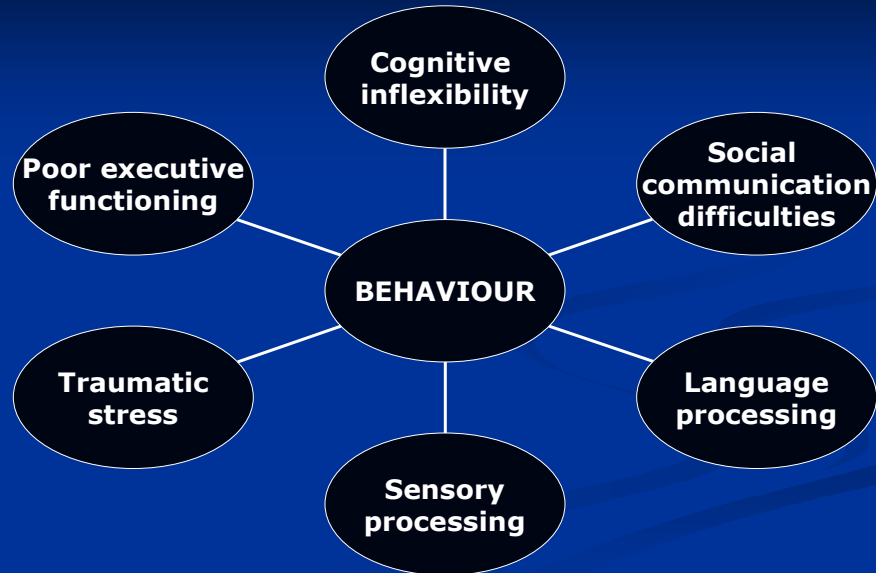 Cognitive
inflexibility
Poor executive
functioning
Social
communication
difficulties
BEHAVIOUR
Traumatic
stress
Language
processing
Sensory
processing